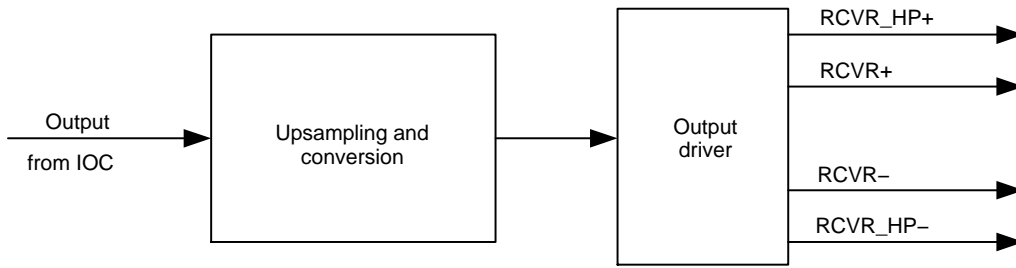 Output
from IOC
Upsampling and
conversion
Output
driver
RCVR_HP+
RCVR+
RCVR−
RCVR_HP−